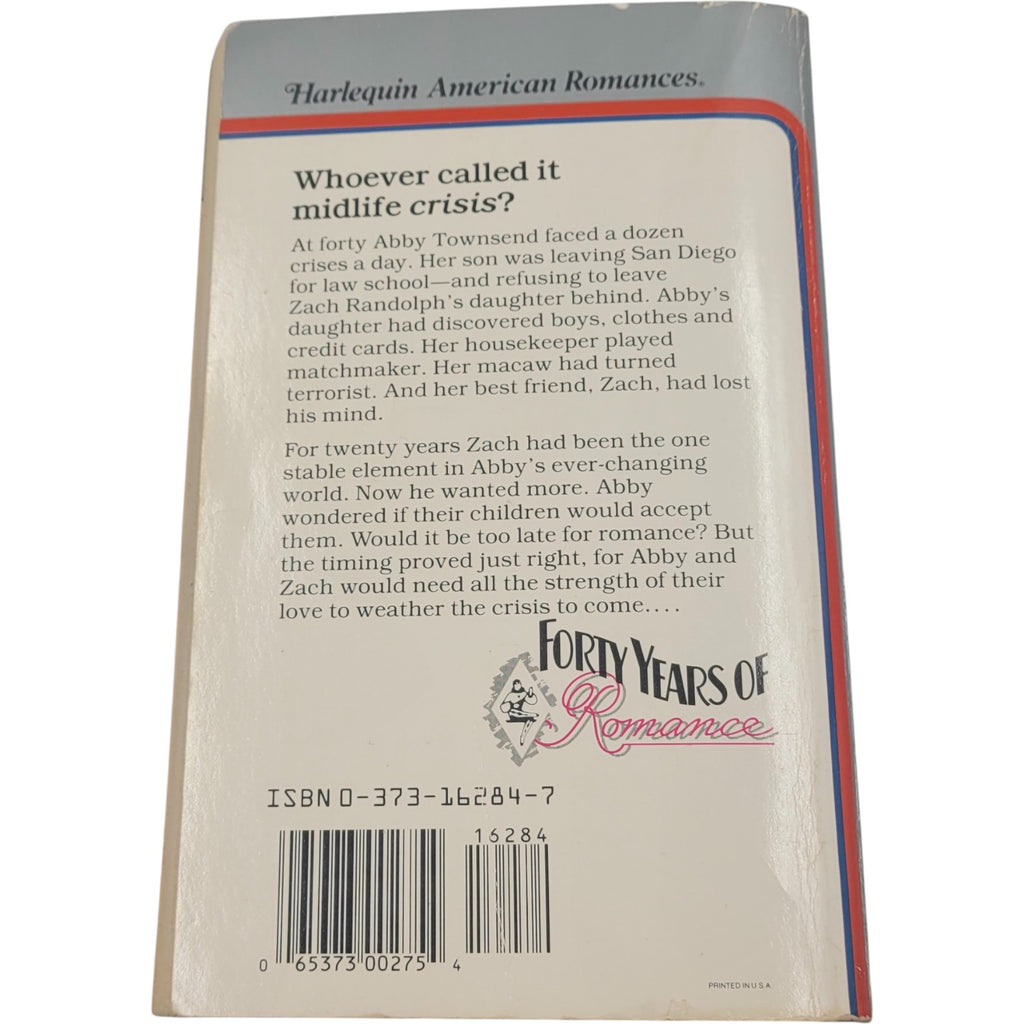 Harlequin American Romances.
Whoever called it
midlife crisis?
At forty Abby Townsend faced a dozen
crises a day. Her son was leaving San Diego
for law school—and refusing to leave
Zach Randolph's daughter behind. Abby's
daughter had discovered boys, clothes and
credit cards. Her housekeeper played
matchmaker. Her macaw had turned
terrorist. And her best friend, Zach, had lost
his mind.
For twenty years Zach had been the one
stable element in Abby's ever-changing
world. Now he wanted more. Abby
wondered if their children would accept
them. Would it be too late for romance? But
the timing proved just right, for Abby and
Zach would need all the strength of their
love to weather the crisis to come....
FORTY YEARS OF
Romance
ISBN 0-373-16284-7
16284
0 65373 00275 4
PRINTED IN U S A